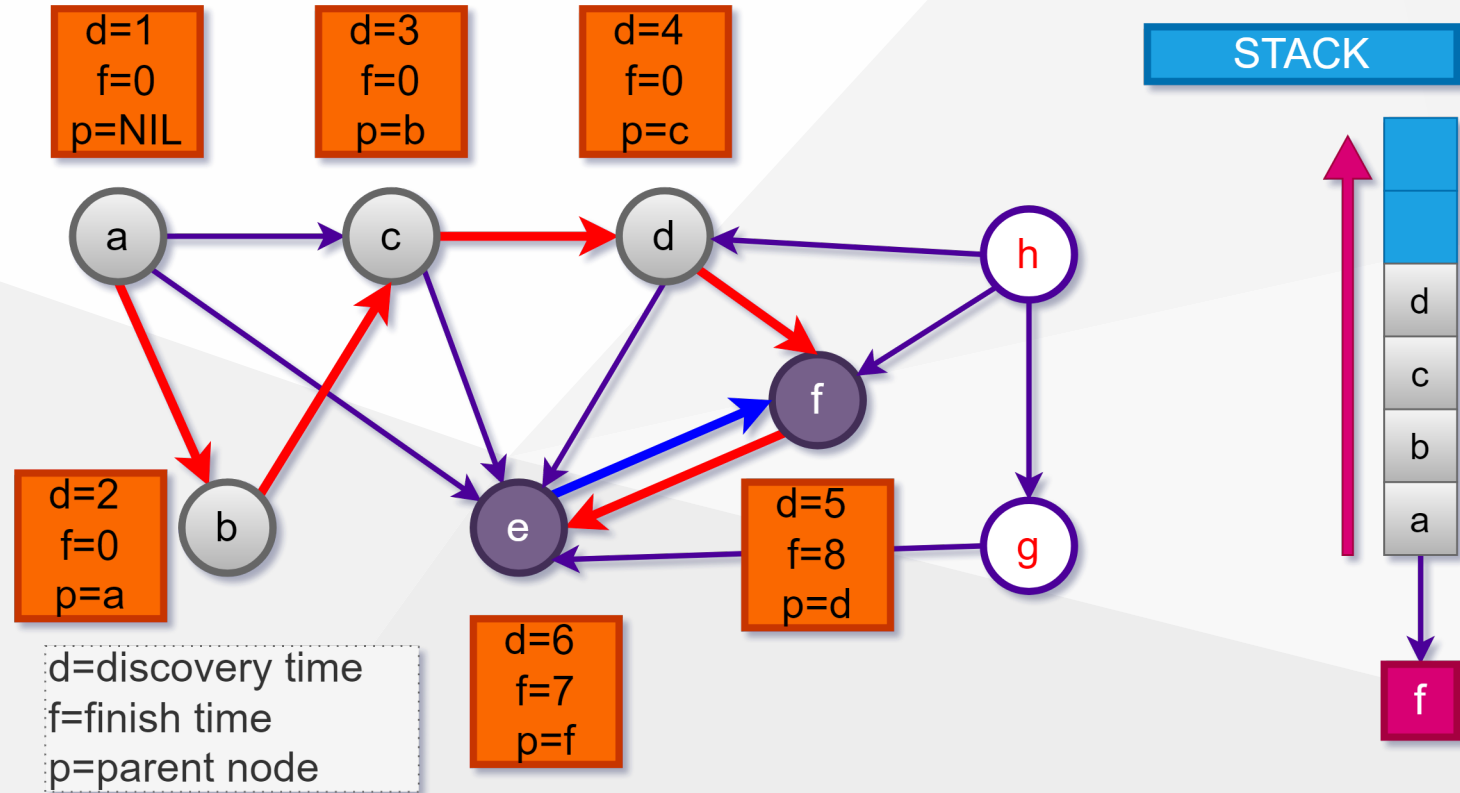 d=1
f=0
p=NIL
d=3
f=0
p=b
d=4
f=0
p=c
STACK
a
c
d
h
f
e
b
g
d=2
f=0
p=a
d=5
f=8
p=d
d=6
f=7
p=f
d=discovery time
f=finish time
p=parent node
d
c
b
a
f